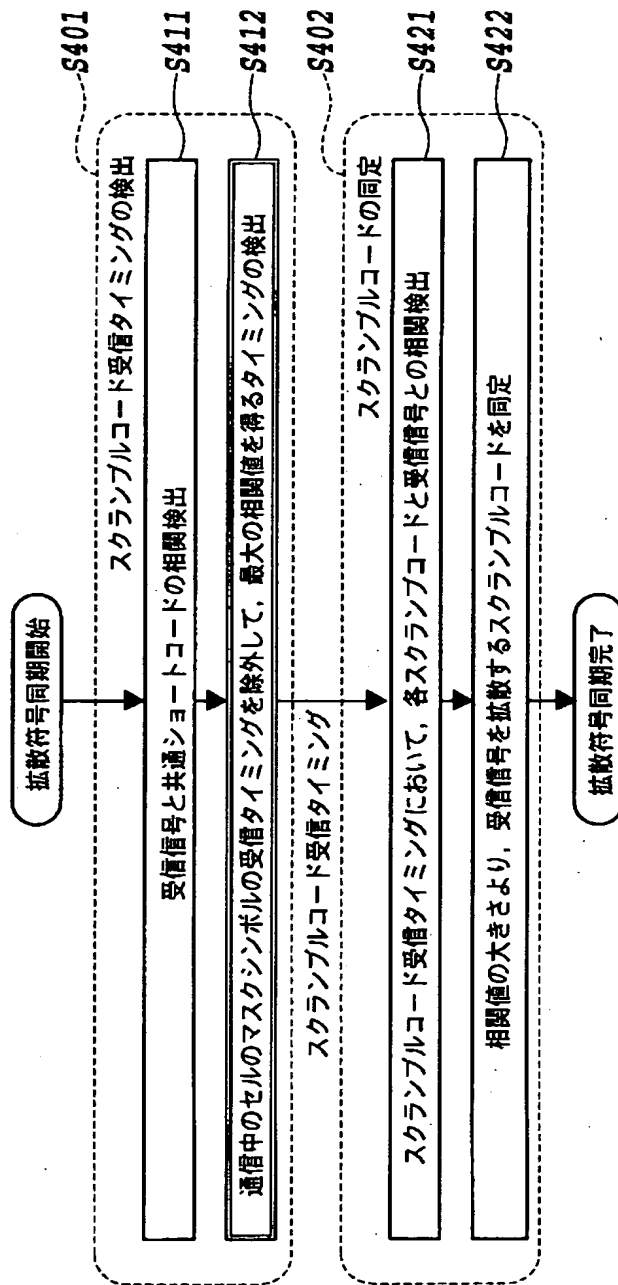 拡散符号同期開始
スクランブルコード受信タイミングの検出
S401
受信信号と共通ショートコードの相関検出
S411
通信中のセルのマスクシンボルの受信タイミングを除外して，最大の相関値を得るタイミングの検出
S412
スクランブルコード受信タイミング
スクランブルコードの同定
S402
スクランブルコード受信タイミングにおいて，各スクランブコードと受信信号との相関検出
S421
相関値の大きさより，受信信号を拡散するスクランブルコードを同定
S422
拡散符号同期完了